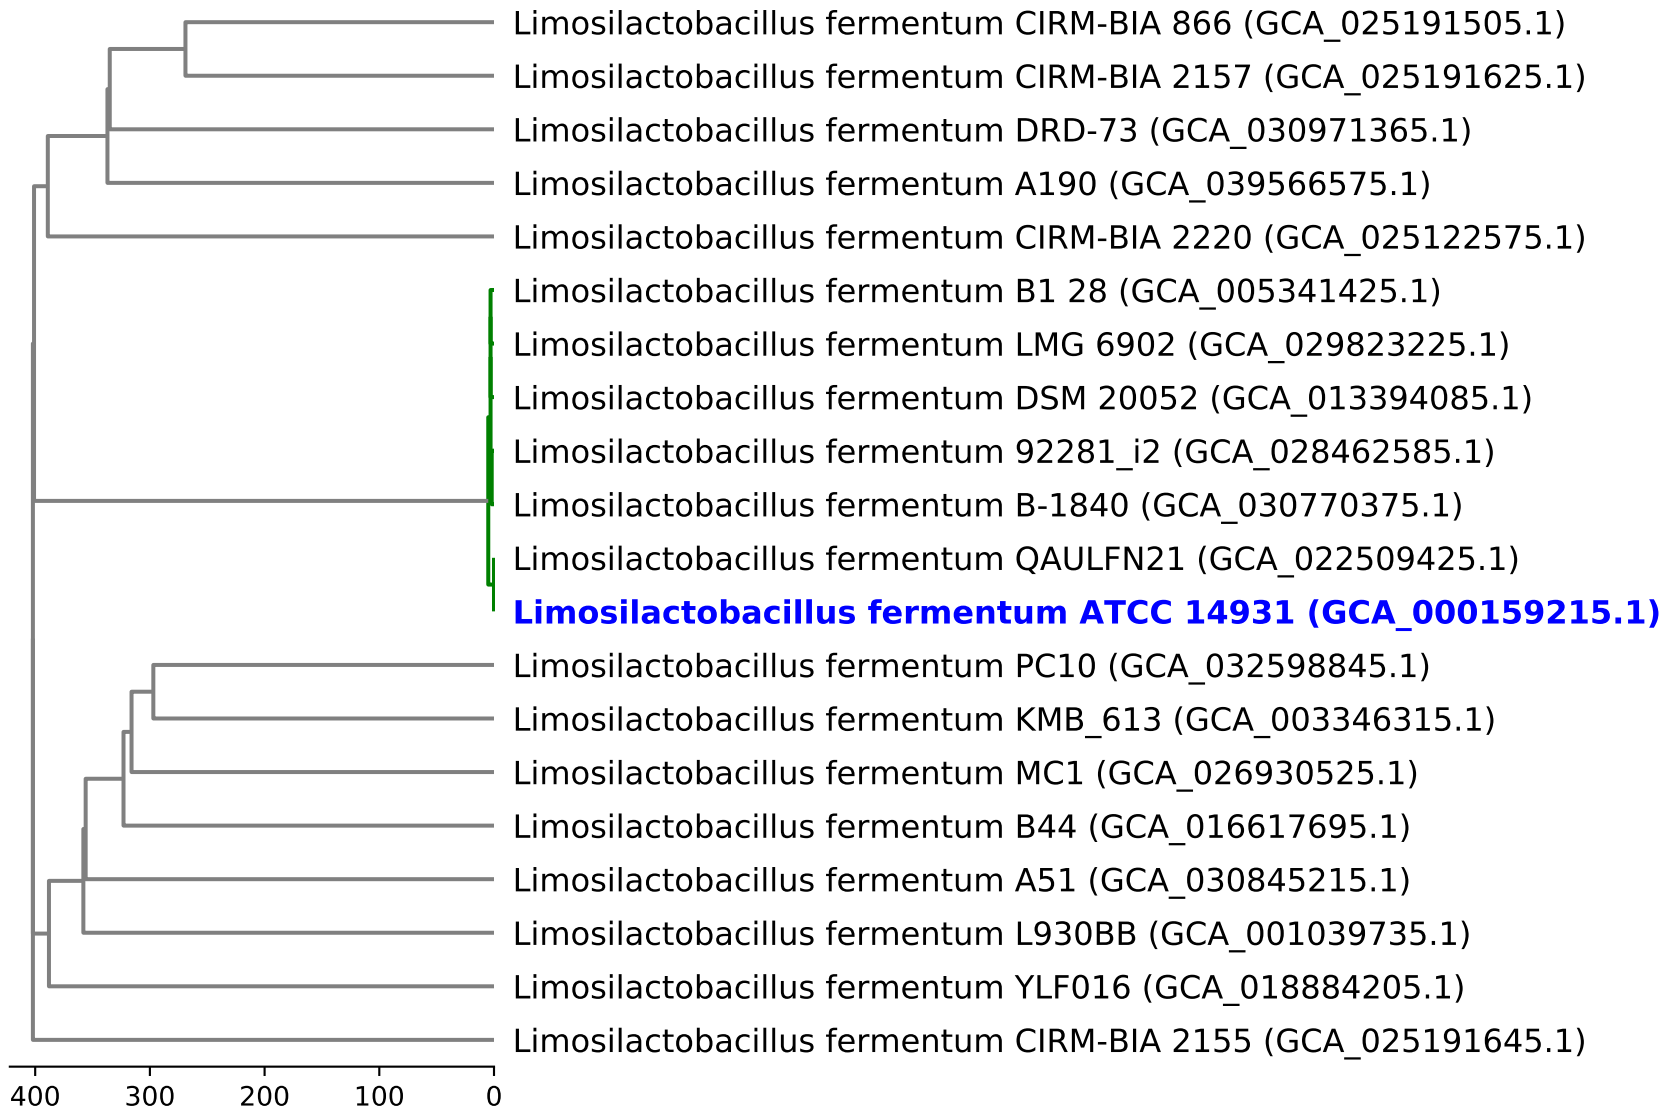 Limosilactobacillus fermentum CIRM-BIA 866 (GCA_025191505.1)
Limosilactobacillus fermentum CIRM-BIA 2157 (GCA_025191625.1)
Limosilactobacillus fermentum DRD-73 (GCA_030971365.1)
Limosilactobacillus fermentum A190 (GCA_039566575.1)
Limosilactobacillus fermentum CIRM-BIA 2220 (GCA_025122575.1)
Limosilactobacillus fermentum B1 28 (GCA_005341425.1)
Limosilactobacillus fermentum LMG 6902 (GCA_029823225.1)
Limosilactobacillus fermentum DSM 20052 (GCA_013394085.1)
Limosilactobacillus fermentum 92281_i2 (GCA_028462585.1)
Limosilactobacillus fermentum B-1840 (GCA_030770375.1)
Limosilactobacillus fermentum QAULFN21 (GCA_022509425.1)
Limosilactobacillus fermentum ATCC 14931 (GCA_000159215.1)
Limosilactobacillus fermentum PC10 (GCA_032598845.1)
Limosilactobacillus fermentum KMB_613 (GCA_003346315.1)
Limosilactobacillus fermentum MC1 (GCA_026930525.1)
Limosilactobacillus fermentum B44 (GCA_016617695.1)
Limosilactobacillus fermentum A51 (GCA_030845215.1)
Limosilactobacillus fermentum L930BB (GCA_001039735.1)
Limosilactobacillus fermentum YLF016 (GCA_018884205.1)
Limosilactobacillus fermentum CIRM-BIA 2155 (GCA_025191645.1)
400 300 200 100 0